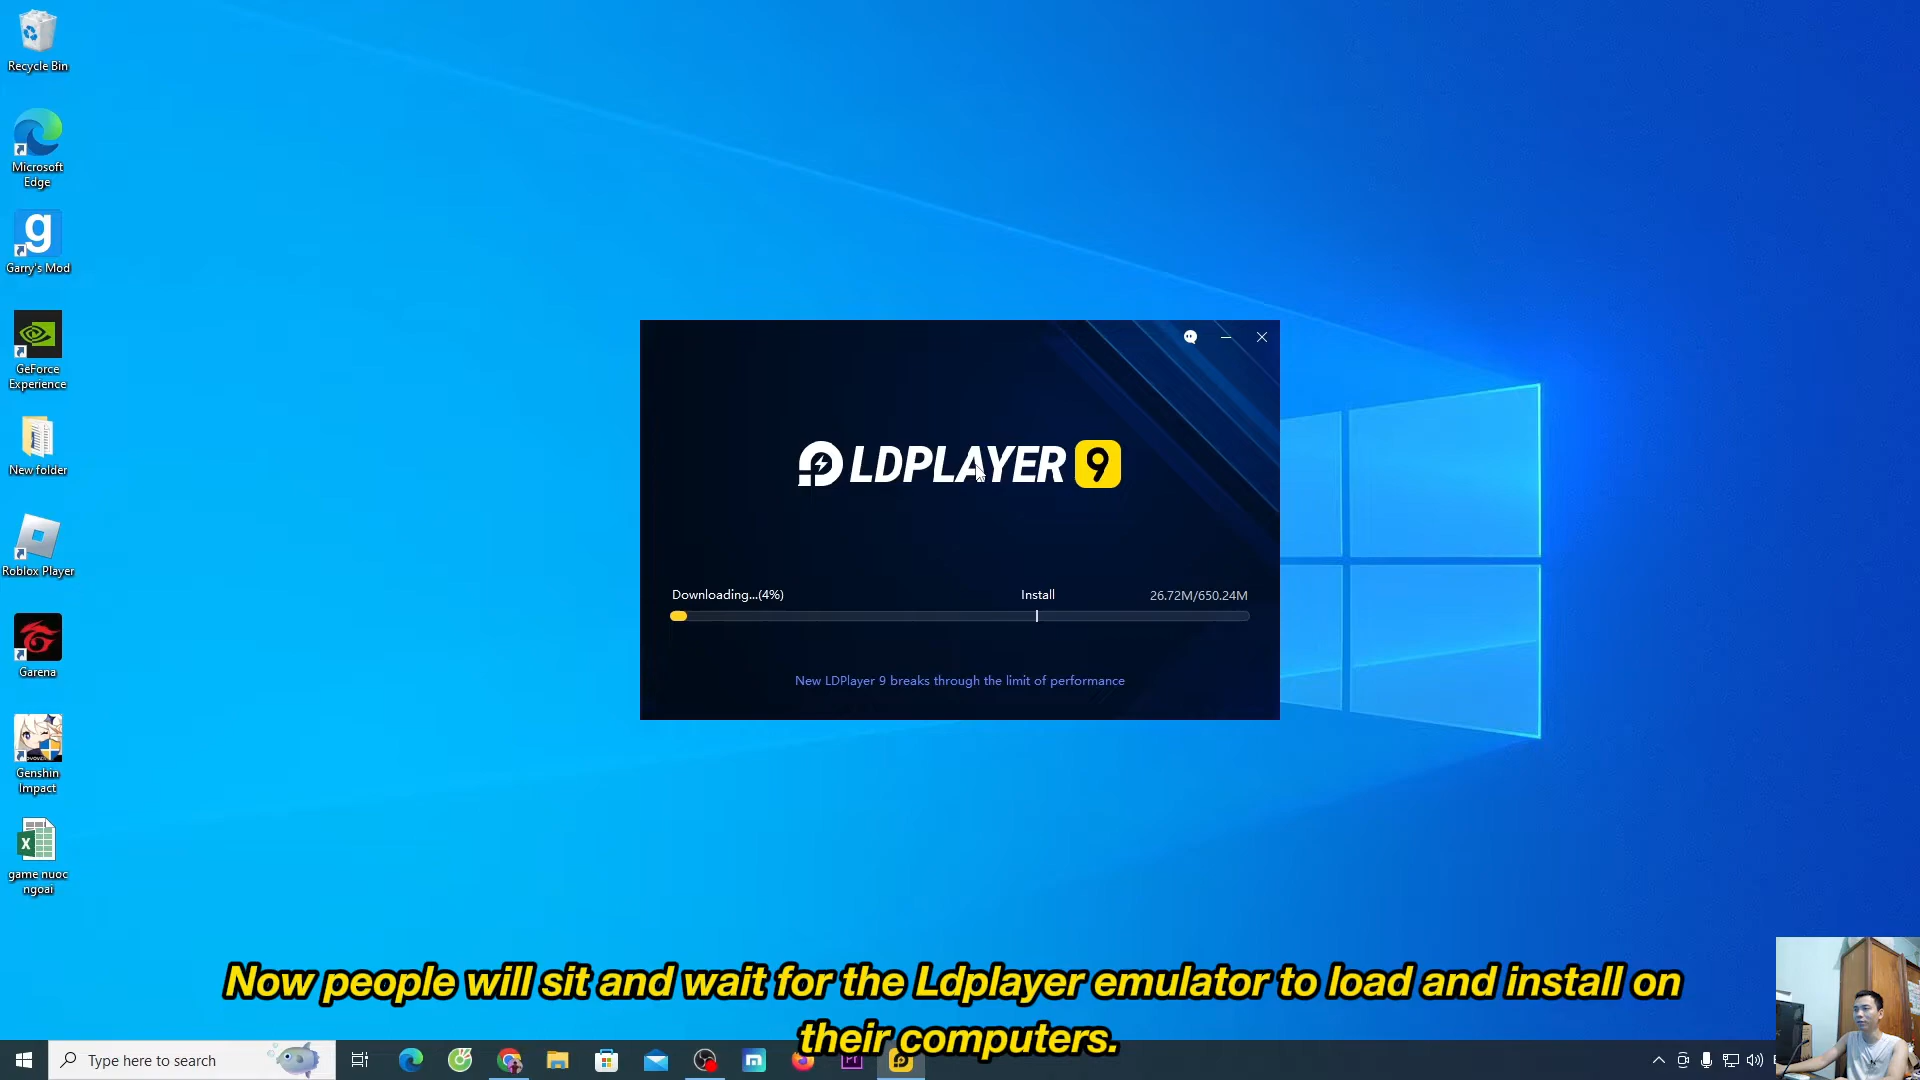 Recycle Bin
Microsoft
Edge
g
Garry's Mod
GeForce
Experience
New folder
Roblox Player
Garena
Genshin
Impact
X
game nuoc
ngoai
LDPLAYER 9
Downloading...(4%)
Install
26.72M/650.24M
New LDPlayer 9 breaks through the limit of performance
Now people will sit and wait for the Ldplayer emulator to load and install on
their computers.
Type here to search
Pr